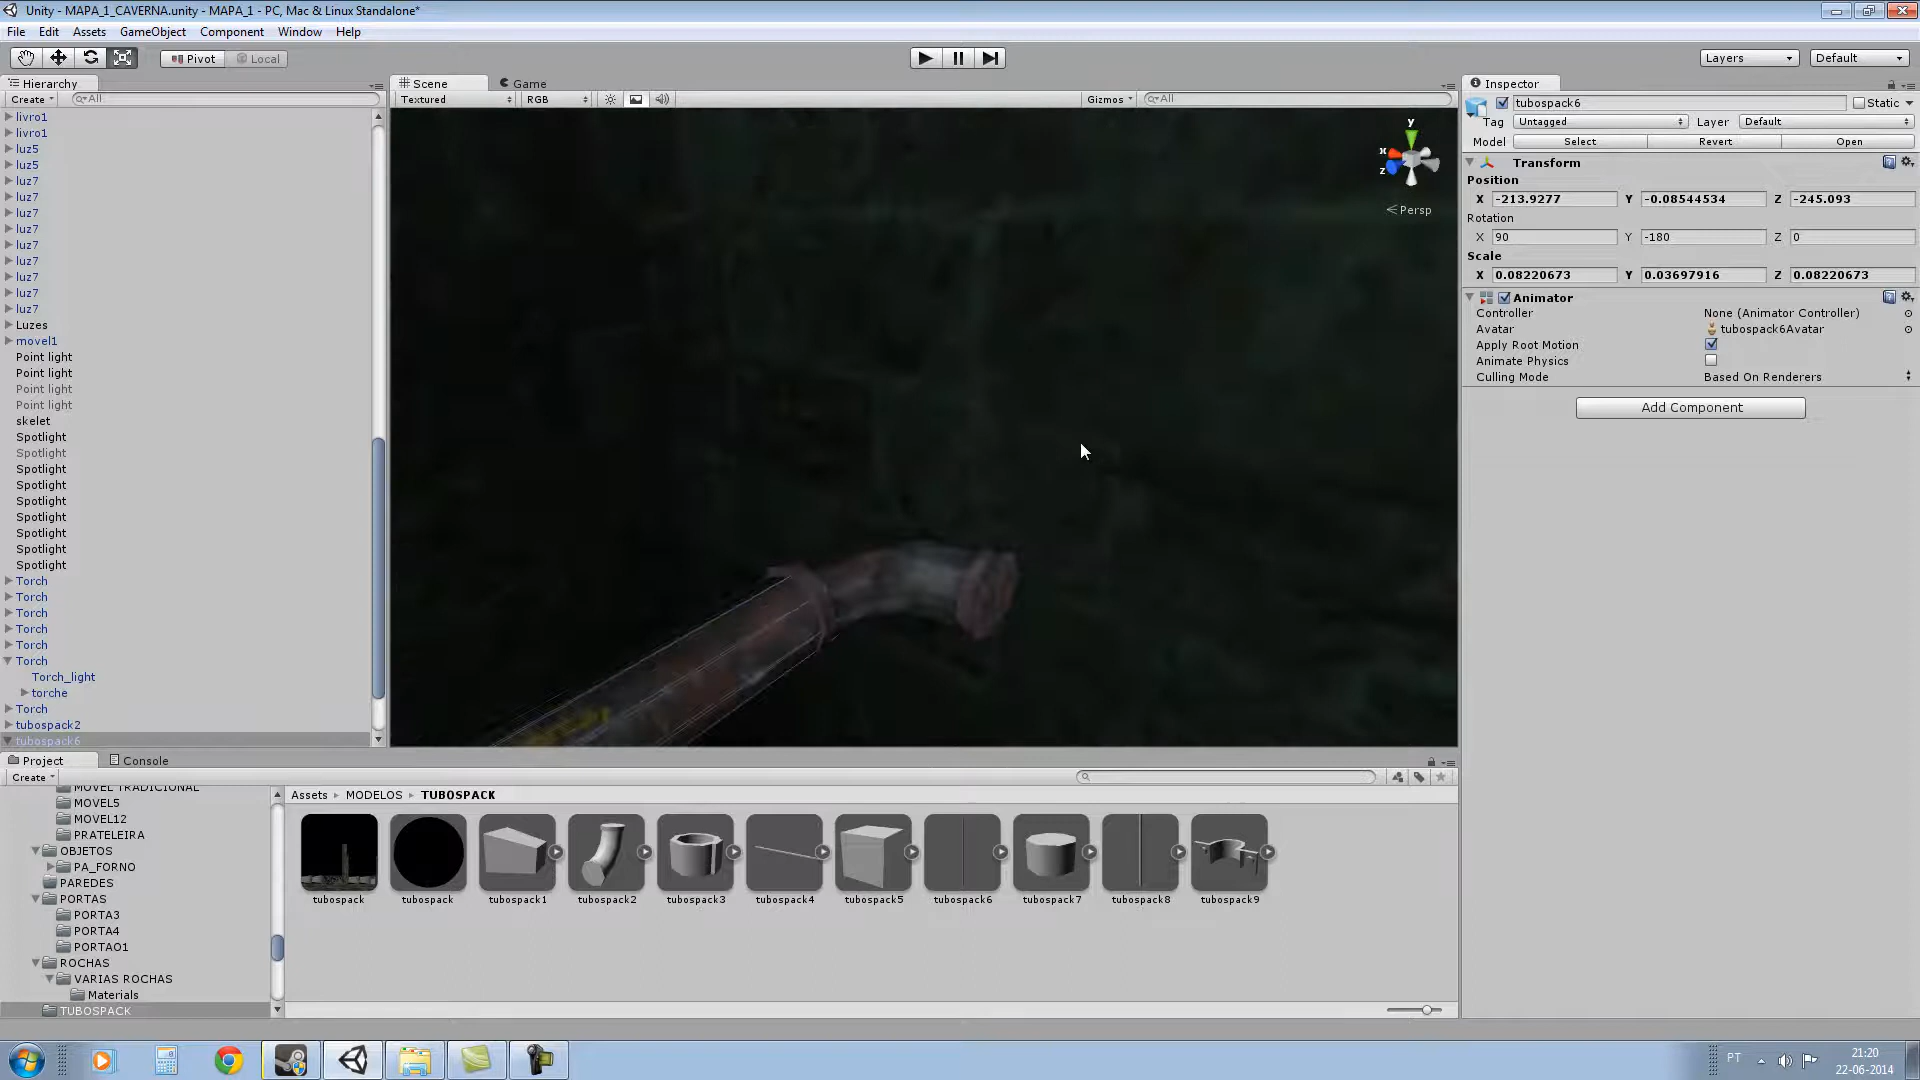 Unity - MAPA_1_CAVERNA.unity - MAPA_1 - PC, Mac & Linux Standalone*
File Edit Assets GameObject Component Window Help
Pivot Local Layers Default
Hierarchy Scene Game Inspector
Create All Textured RGB Gizmos All tubospack6 Static
Tag Untagged Layer Default
Model Select Revert Open
Transform
Position
X -213.9277 Y -0.08544534 Z -245.093
Rotation
X 90 Y -180 Z 0
Scale
X 0.08220673 Y 0.03697916 Z 0.08220673
Animator
Controller None (Animator Controller)
Avatar tubospack6Avatar
Apply Root Motion
Animate Physics
Culling Mode Based On Renderers
Add Component
y
x
z
Persp
livro1
livro1
luz5
luz5
luz7
luz7
luz7
luz7
luz7
luz7
luz7
luz7
luz7
Luzes
movel1
Point light
Point light
Point light
Point light
skelet
Spotlight
Spotlight
Spotlight
Spotlight
Spotlight
Spotlight
Spotlight
Spotlight
Spotlight
Torch
Torch
Torch
Torch
Torch
Torch
Torch_light
torche
Torch
tubospack2
tubospack6
Project Console
Create
MOVEL TRADICIONAL
MOVEL5
MOVEL12
PRATELEIRA
OBJETOS
PA_FORNO
PAREDES
PORTAS
PORTA3
PORTA4
PORTAO1
ROCHAS
VARIAS ROCHAS
Materials
TUBOSPACK
Assets MODELOS TUBOSPACK
tubospack tubospack tubospack1 tubospack2 tubospack3 tubospack4 tubospack5 tubospack6 tubospack7 tubospack8 tubospack9
PT 21:20
22-06-2014